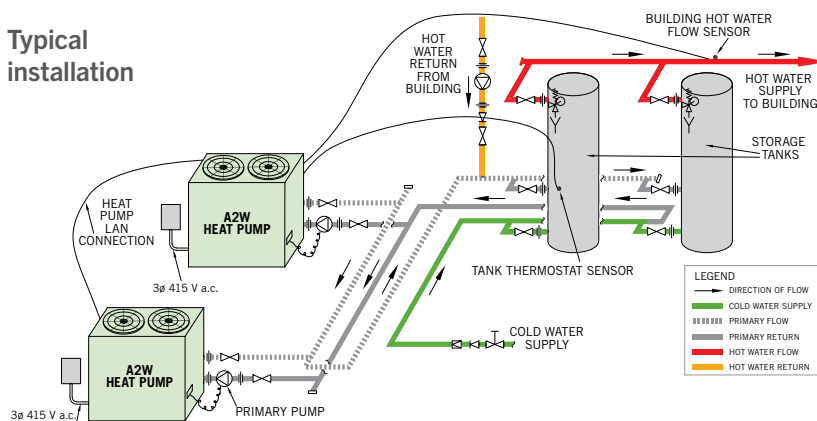 Typical
installation
HOT
WATER
RETURN
FROM
BUILDING
BUILDING HOT WATER
FLOW SENSOR
HOT WATER
SUPPLY
TO BUILDING
STORAGE
TANKS
HEAT
PUMP
LAN
CONNECTION
A2W
HEAT PUMP
3ø 415 V a.c.
TANK THERMOSTAT SENSOR
COLD WATER
SUPPLY
A2W
HEAT PUMP
PRIMARY PUMP
3ø 415 V a.c.
LEGEND
DIRECTION OF FLOW
COLD WATER SUPPLY
PRIMARY FLOW
PRIMARY RETURN
HOT WATER FLOW
HOT WATER RETURN